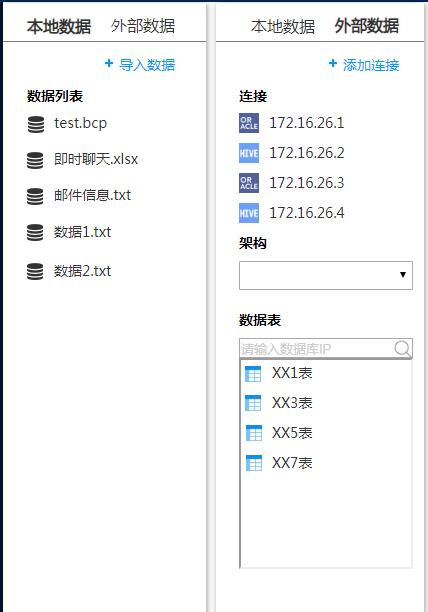 本地数据 外部数据
+ 导入数据
数据列表
test.bcp
即时聊天.xlsx
邮件信息.txt
数据1.txt
数据2.txt
本地数据 外部数据
+ 添加连接
连接
ORACLE 172.16.26.1
HIVE 172.16.26.2
ORACLE 172.16.26.3
HIVE 172.16.26.4
架构
数据表
请输入数据库IP
XX1表
XX3表
XX5表
XX7表